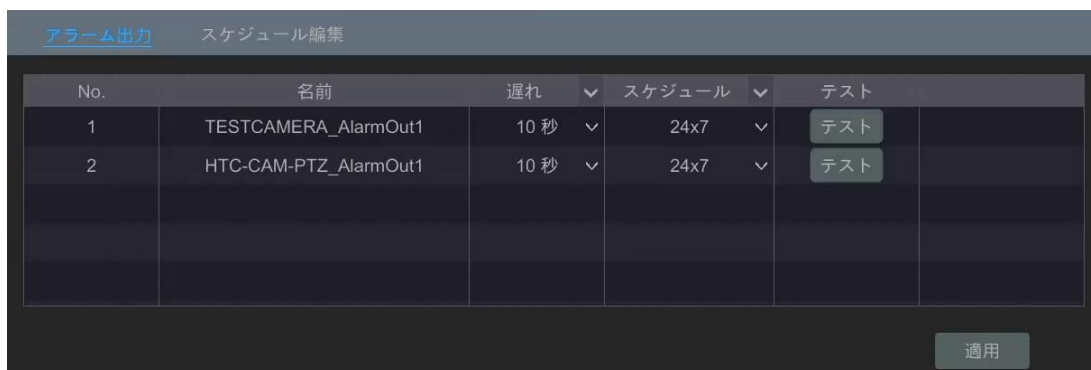 アラーム出力 スケジュール編集
No. 名前 遅れ スケジュール テスト
1 TESTCAMERA_AlarmOut1 10 秒 24x7 テスト
2 HTC-CAM-PTZ_AlarmOut1 10 秒 24x7 テスト
適用